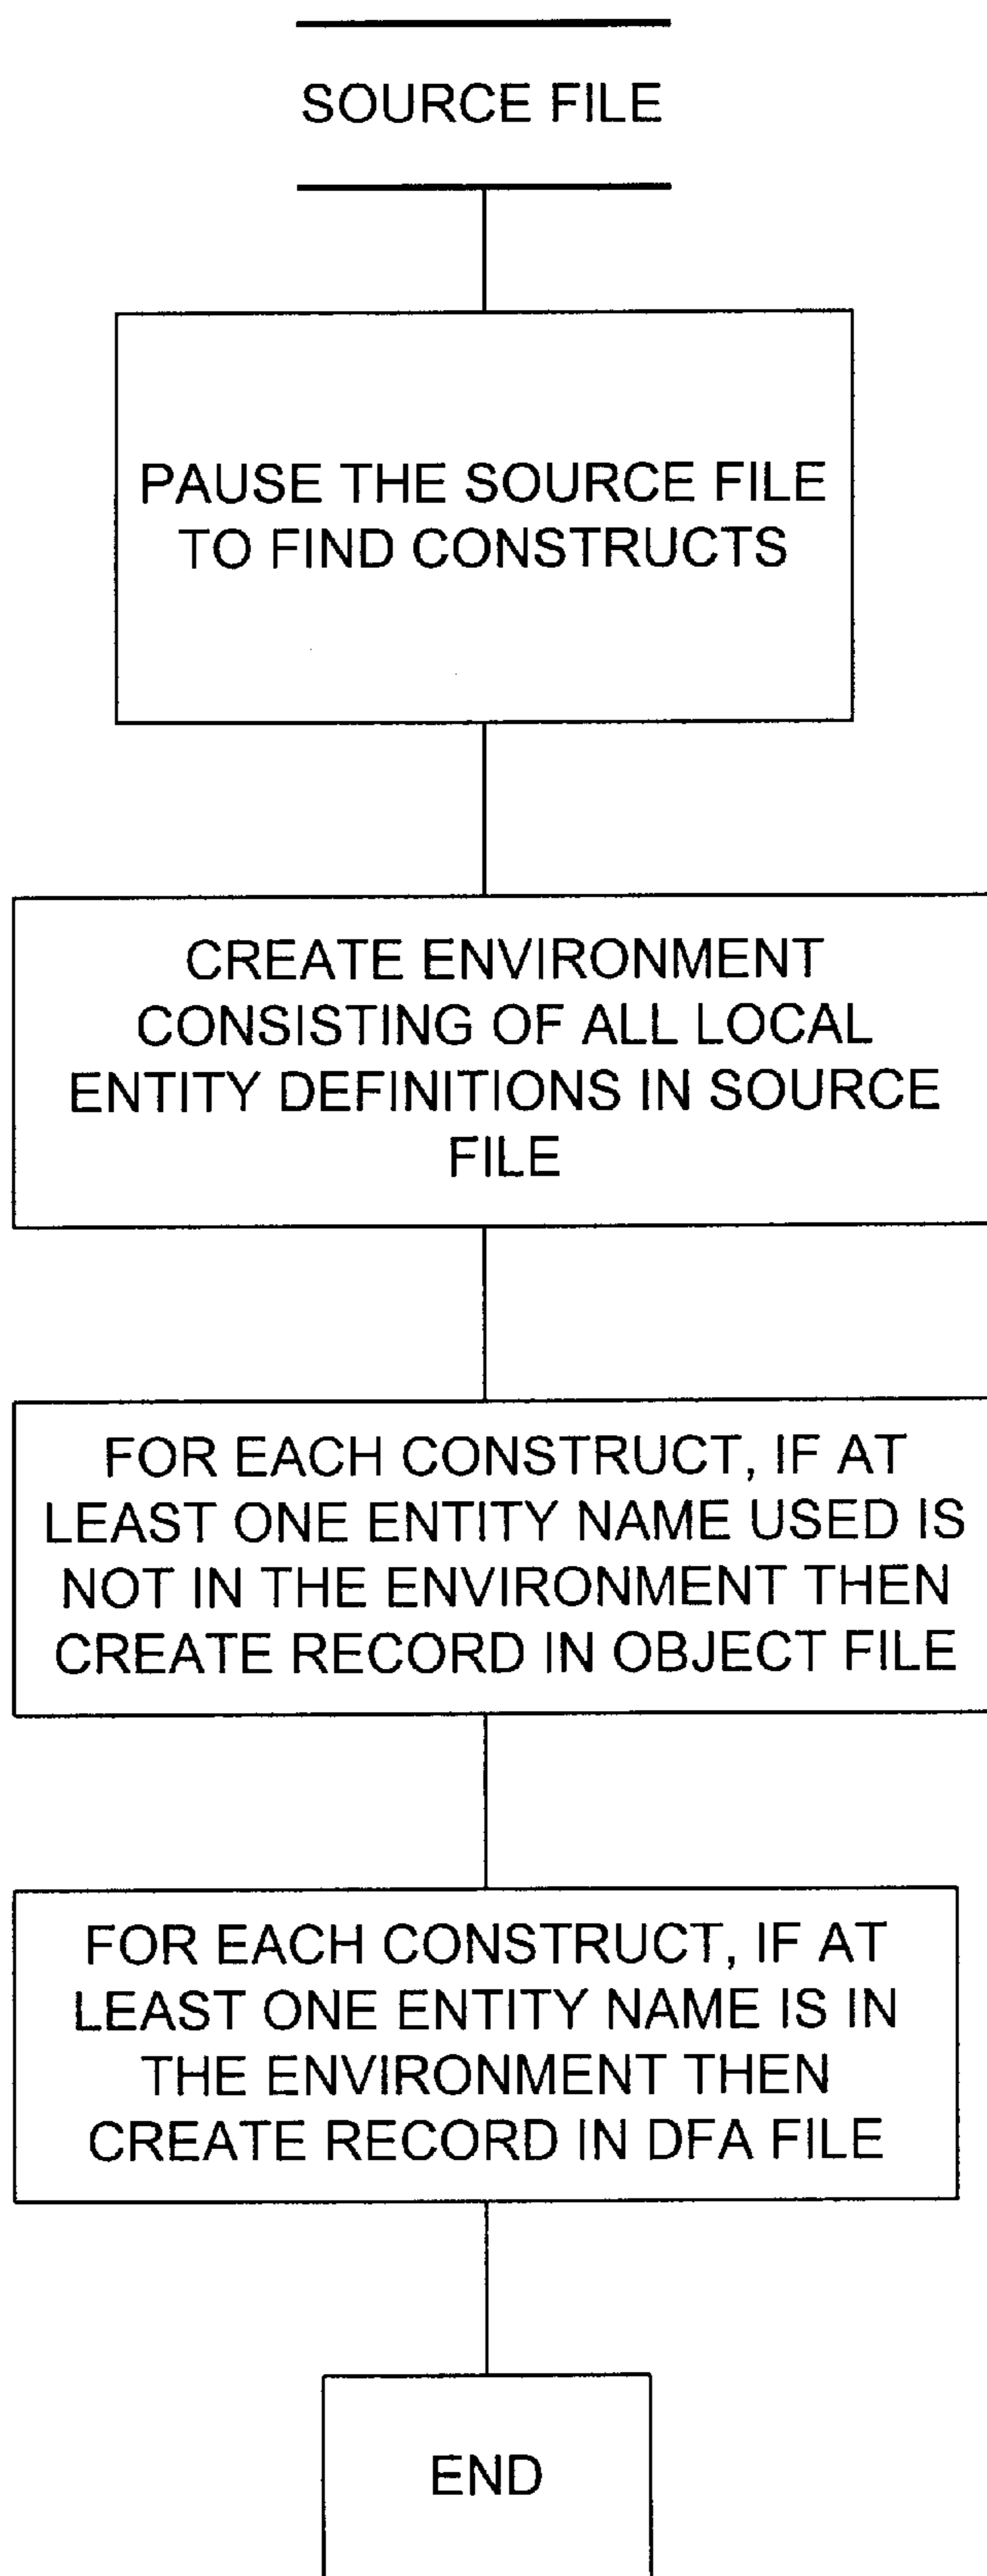 SOURCE FILE
PAUSE THE SOURCE FILE
TO FIND CONSTRUCTS
CREATE ENVIRONMENT
CONSISTING OF ALL LOCAL
ENTITY DEFINITIONS IN SOURCE
FILE
FOR EACH CONSTRUCT, IF AT
LEAST ONE ENTITY NAME USED IS
NOT IN THE ENVIRONMENT THEN
CREATE RECORD IN OBJECT FILE
FOR EACH CONSTRUCT, IF AT
LEAST ONE ENTITY NAME IS IN
THE ENVIRONMENT THEN
CREATE RECORD IN DFA FILE
END